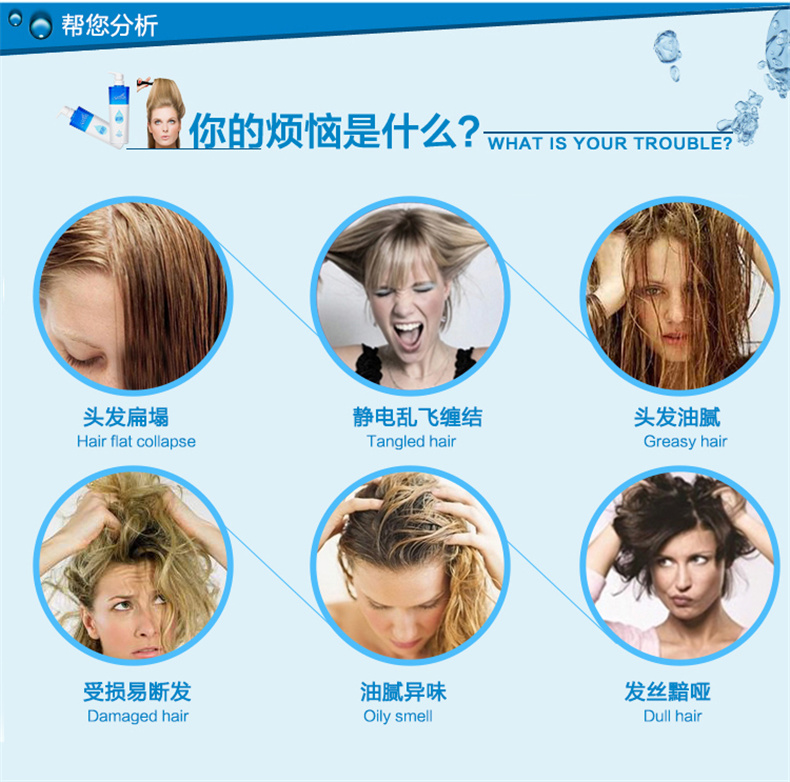 帮您分析
你的烦恼是什么?
WHAT IS YOUR TROUBLE?
头发扁塌
Hair flat collapse
静电乱飞缠结
Tangled hair
头发油腻
Greasy hair
受损易断发
Damaged hair
油腻异味
Oily smell
发丝黯哑
Dull hair